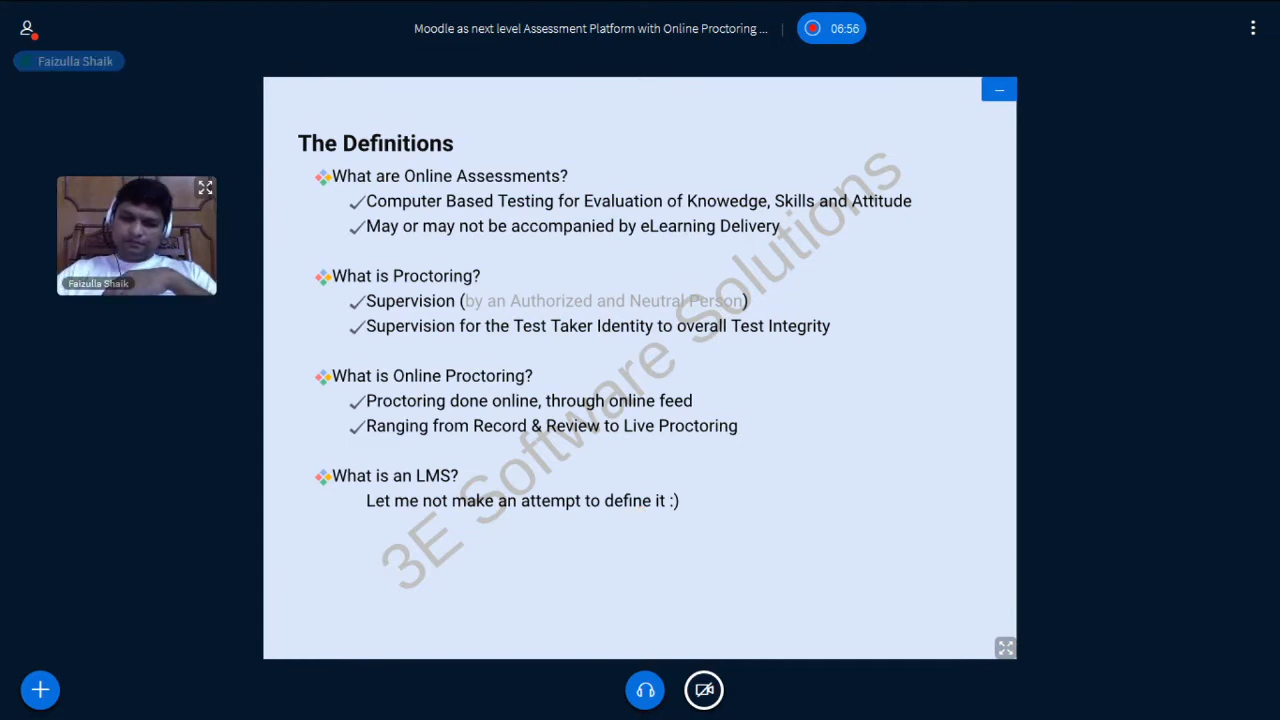 Moodle as next level Assessment Platform with Online Proctoring ...
06:56
Faizulla Shaik
The Definitions
What are Online Assessments?
Computer Based Testing for Evaluation of Knowedge, Skills and Attitude
May or may not be accompanied by eLearning Delivery
What is Proctoring?
Supervision (by an Authorized and Neutral Person)
Supervision for the Test Taker Identity to overall Test Integrity
What is Online Proctoring?
Proctoring done online, through online feed
Ranging from Record & Review to Live Proctoring
What is an LMS?
Let me not make an attempt to define it :)
3E Software Solutions
Faizulla Shaik